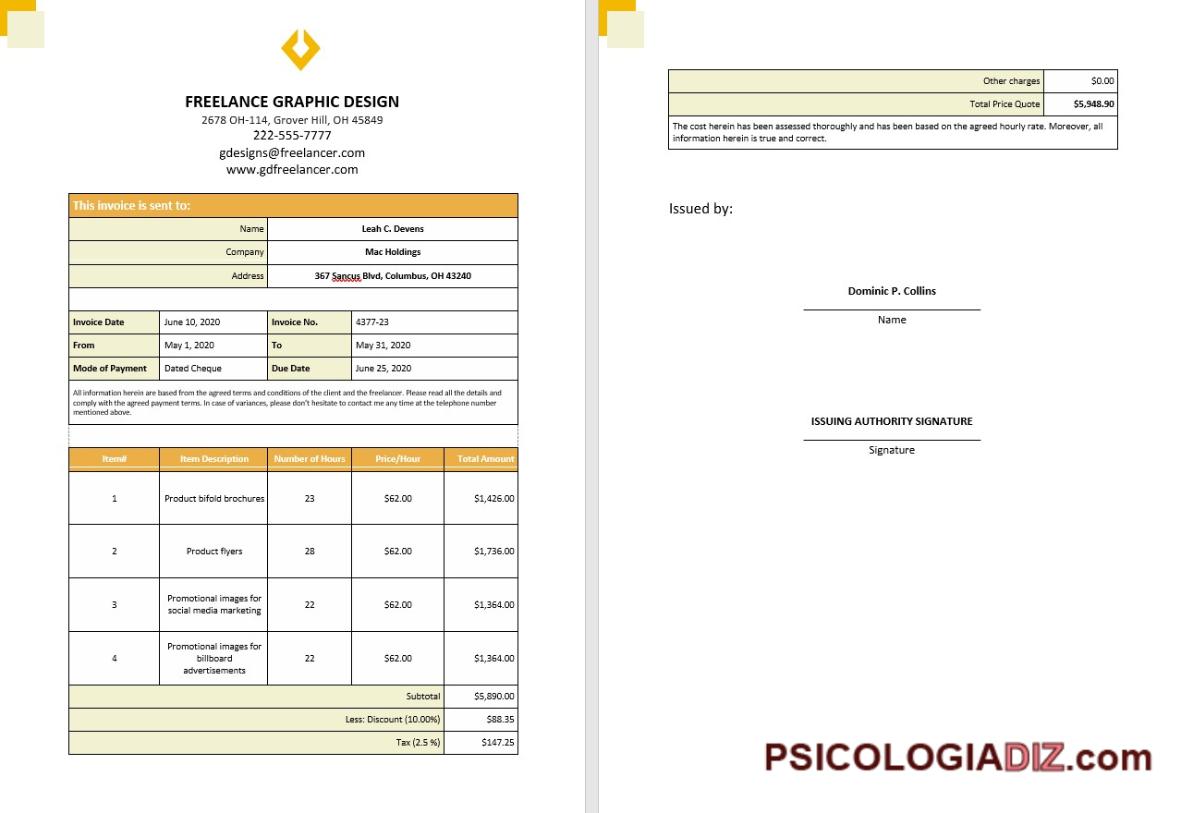 FREELANCE GRAPHIC DESIGN
2678 OH-114, Grover Hill, OH 45849
222-555-7777
gdesigns@freelancer.com
www.gdfreelancer.com
This invoice is sent to:
Name Leah C. Devens
Company Mac Holdings
Address 367 Sancus Blvd, Columbus, OH 43240
Invoice Date June 10, 2020 Invoice No. 4377-23
From May 1, 2020 To May 31, 2020
Mode of Payment Dated Cheque Due Date June 25, 2020
All information herein are based from the agreed terms and conditions of the client and the freelancer. Please read all the details and
comply with the agreed payment terms. In case of variances, please don't hesitate to contact me any time at the telephone number
mentioned above.
Item# Item Description Number of Hours Price/Hour Total Amount
1 Product bifold brochures 23 $62.00 $1,426.00
2 Product flyers 28 $62.00 $1,736.00
3 Promotional images for
social media marketing 22 $62.00 $1,364.00
4 Promotional images for
billboard
advertisements 22 $62.00 $1,364.00
Subtotal $5,890.00
Less: Discount (10.00%) $88.35
Tax (2.5 %) $147.25
Other charges $0.00
Total Price Quote $5,948.90
The cost herein has been assessed thoroughly and has been based on the agreed hourly rate. Moreover, all
information herein is true and correct.
Issued by:
Dominic P. Collins
Name
ISSUING AUTHORITY SIGNATURE
Signature
PSICOLOGIADIZ.com